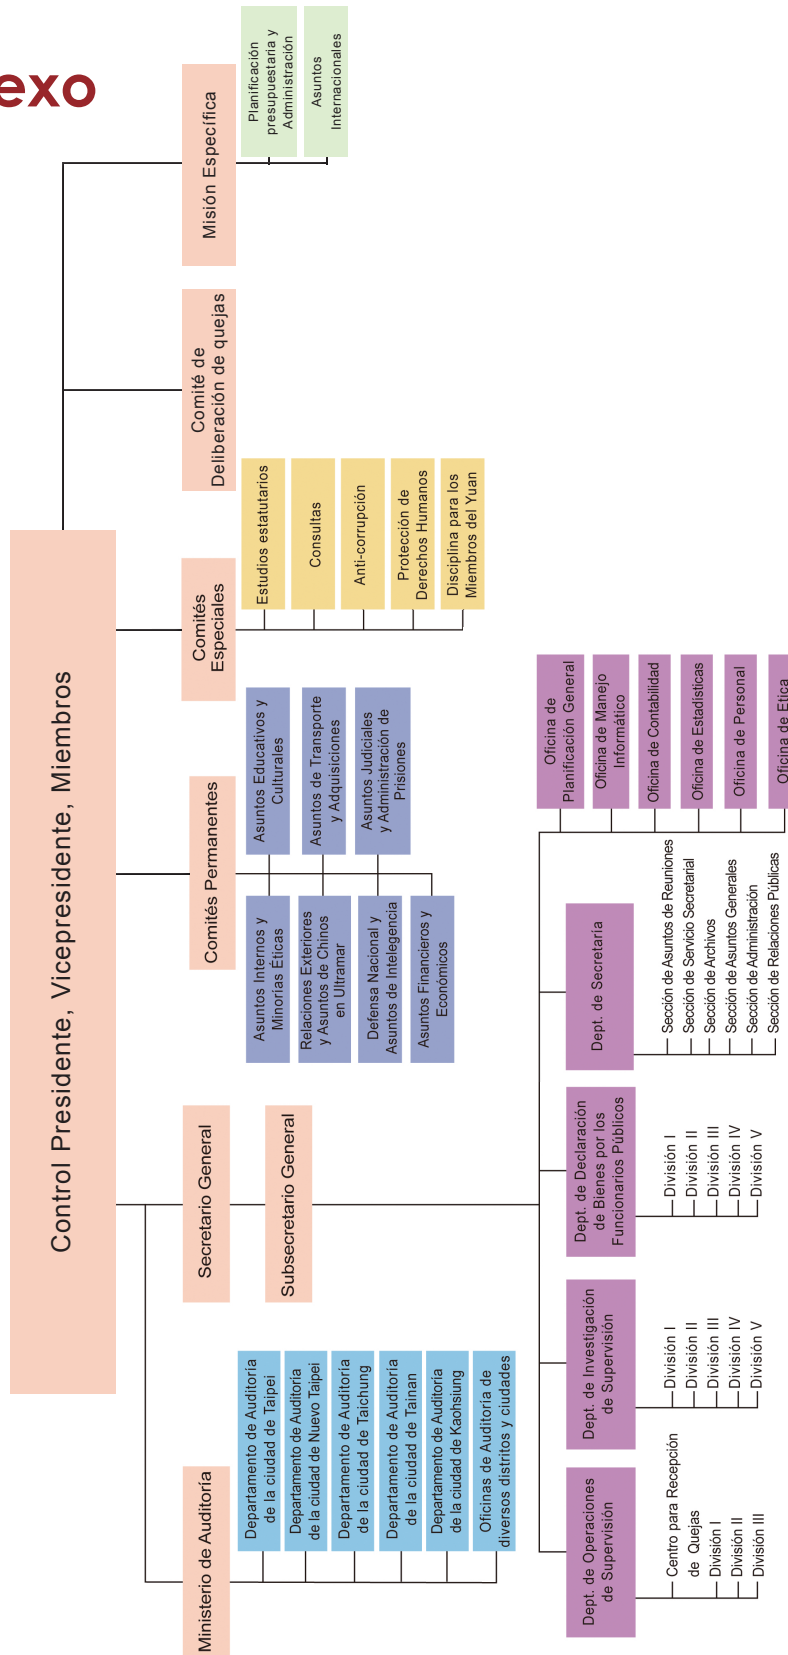 exo
Control Presidente, Vicepresidente, Miembros
Ministerio de Auditoría
Departamento de Auditoría
de la ciudad de Taipei
Departamento de Auditoría
de la ciudad de Nuevo Taipei
Departamento de Auditoría
de la ciudad de Taichung
Departamento de Auditoría
de la ciudad de Tainan
Departamento de Auditoría
de la ciudad de Kaohsiung
Oficinas de Auditoría de
diversos distritos y ciudades
Secretario General
Subsecretario General
Comités Permanentes
Asuntos Internos y
Minorías Éticas
Asuntos Educativos y
Culturales
Relaciones Exteriores
y Asuntos de Chinos
en Ultramar
Asuntos de Transporte
y Adquisiciones
Defensa Nacional y
Asuntos de Intelegencia
Asuntos Judiciales
y Administración de
Prisiones
Asuntos Financieros y
Económicos
Comités
Especiales
Estudios estatutarios
Consultas
Anti-corrupción
Protección de
Derechos Humanos
Disciplina para los
Miembros del Yuan
Comité de
Deliberación de quejas
Misión Específica
Planificación
presupuestaria y
Administración
Asuntos
Internacionales
Dept. de Operaciones
de Supervisión
Centro para Recepción
de Quejas
División I
División II
División III
Dept. de Investigación
de Supervisión
División I
División II
División III
División IV
División V
Dept. de Declaración
de Bienes por los
Funcionarios Públicos
División I
División II
División III
División IV
División V
Dept. de Secretaría
Sección de Asuntos de Reuniones
Sección de Servicio Secretarial
Sección de Archivos
Sección de Asuntos Generales
Sección de Administración
Sección de Relaciones Públicas
Oficina de
Planificación General
Oficina de Manejo
Informático
Oficina de Contabilidad
Oficina de Estadísticas
Oficina de Personal
Oficina de Etica